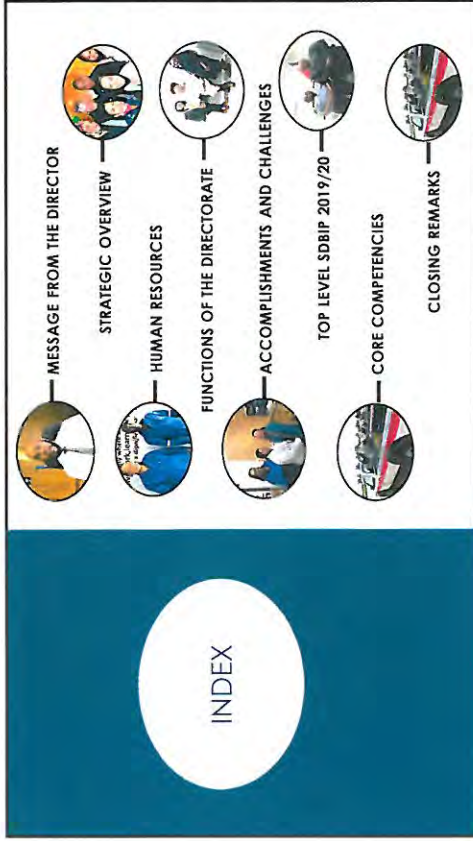 INDEX
MESSAGE FROM THE DIRECTOR
STRATEGIC OVERVIEW
HUMAN RESOURCES
FUNCTIONS OF THE DIRECTORATE
ACCOMPLISHMENTS AND CHALLENGES
TOP LEVEL SDBIP 2019/20
CORE COMPETENCIES
CLOSING REMARKS